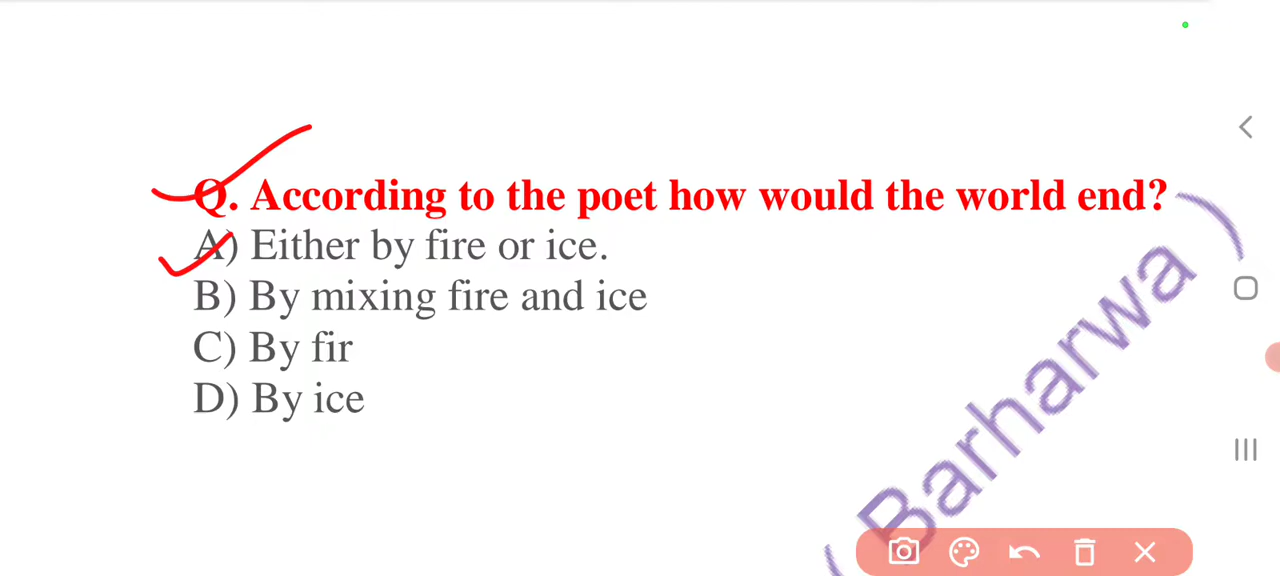 Q. According to the poet how would the world end?
A) Either by fire or ice.
B) By mixing fire and ice
C) By fir
D) By ice
( Barharwa )